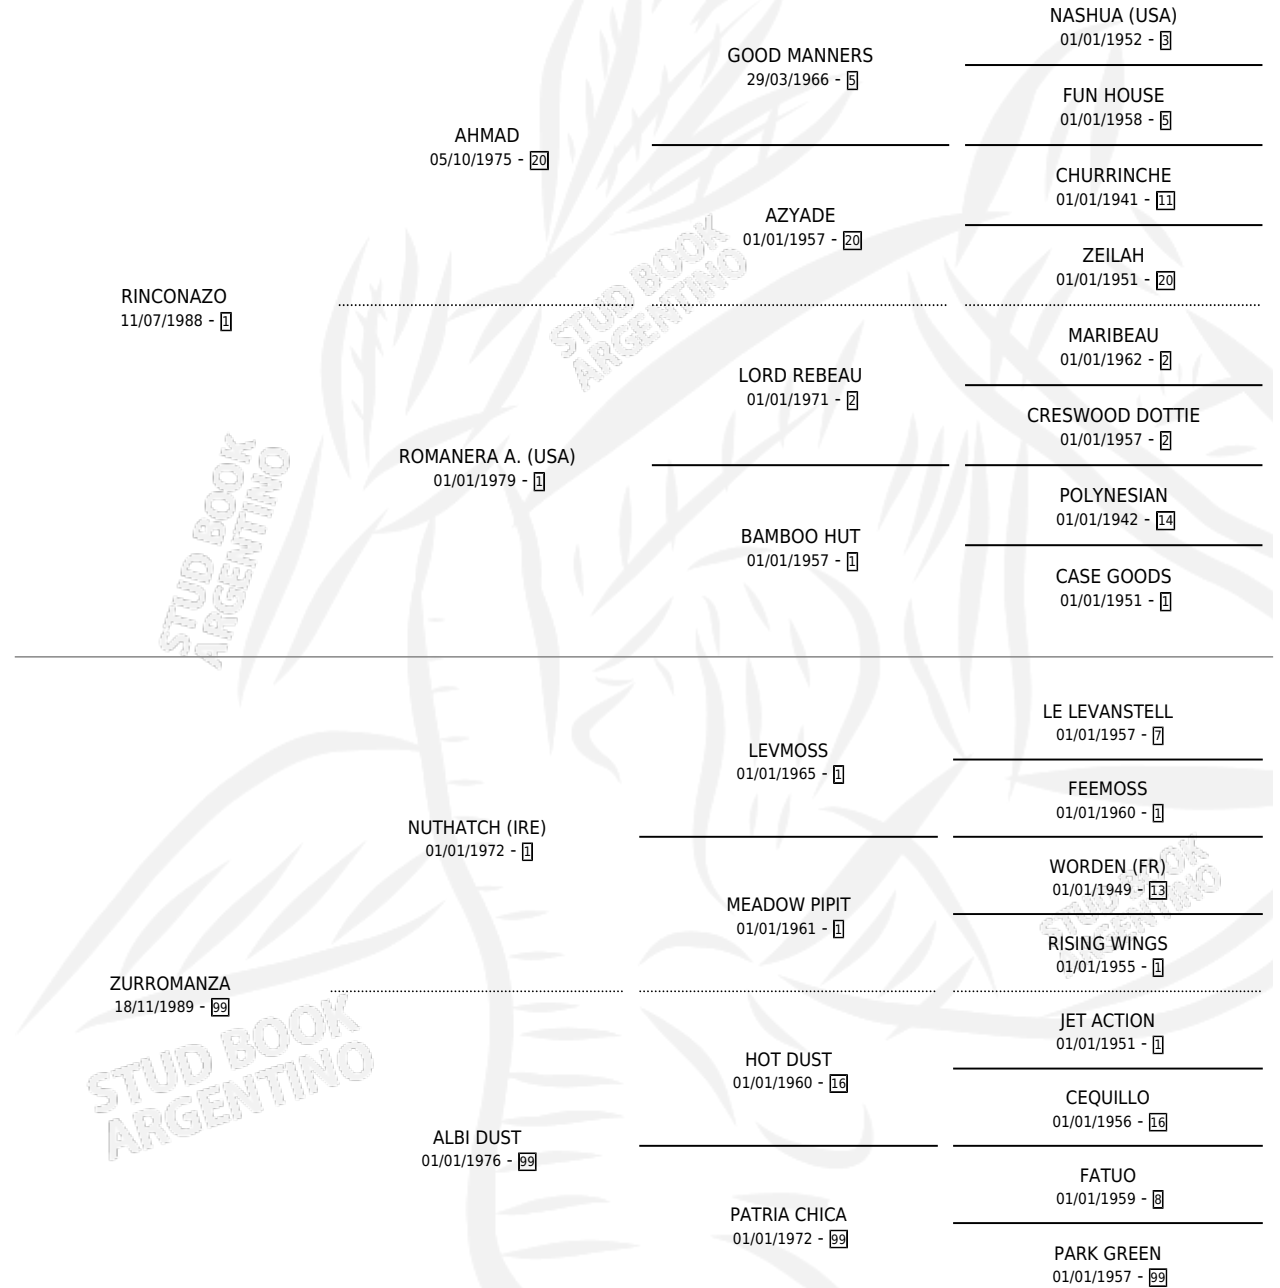 NASHUA (USA)
01/01/1952 - 3
GOOD MANNERS
29/03/1966 - 5
FUN HOUSE
01/01/1958 - 5
AHMAD
05/10/1975 - 20
CHURRINCHE
01/01/1941 - 11
AZYADE
01/01/1957 - 20
ZEILAH
01/01/1951 - 20
RINCONAZO
11/07/1988 - 1
MARIBEAU
01/01/1962 - 2
LORD REBEAU
01/01/1971 - 2
CRESWOOD DOTTIE
01/01/1957 - 2
ROMANERA A. (USA)
01/01/1979 - 1
POLYNESIAN
01/01/1942 - 14
BAMBOO HUT
01/01/1957 - 1
CASE GOODS
01/01/1951 - 1
STUD BOOK
ARGENTINO
STUD BOOK
ARGENTINO
LE LEVANSTELL
01/01/1957 - 7
LEVMOSS
01/01/1965 - 1
FEEMOSS
01/01/1960 - 1
NUTHATCH (IRE)
01/01/1972 - 1
WORDEN (FR)
01/01/1949 - 13
MEADOW PIPIT
01/01/1961 - 1
RISING WINGS
01/01/1955 - 1
ZURROMANZA
18/11/1989 - 99
JET ACTION
01/01/1951 - 1
HOT DUST
01/01/1960 - 16
CEQUILLO
01/01/1956 - 16
ALBI DUST
01/01/1976 - 99
FATUO
01/01/1959 - 8
PATRIA CHICA
01/01/1972 - 99
PARK GREEN
01/01/1957 - 99
STUD BOOK
ARGENTINO
STUD BOOK
ARGENTINO